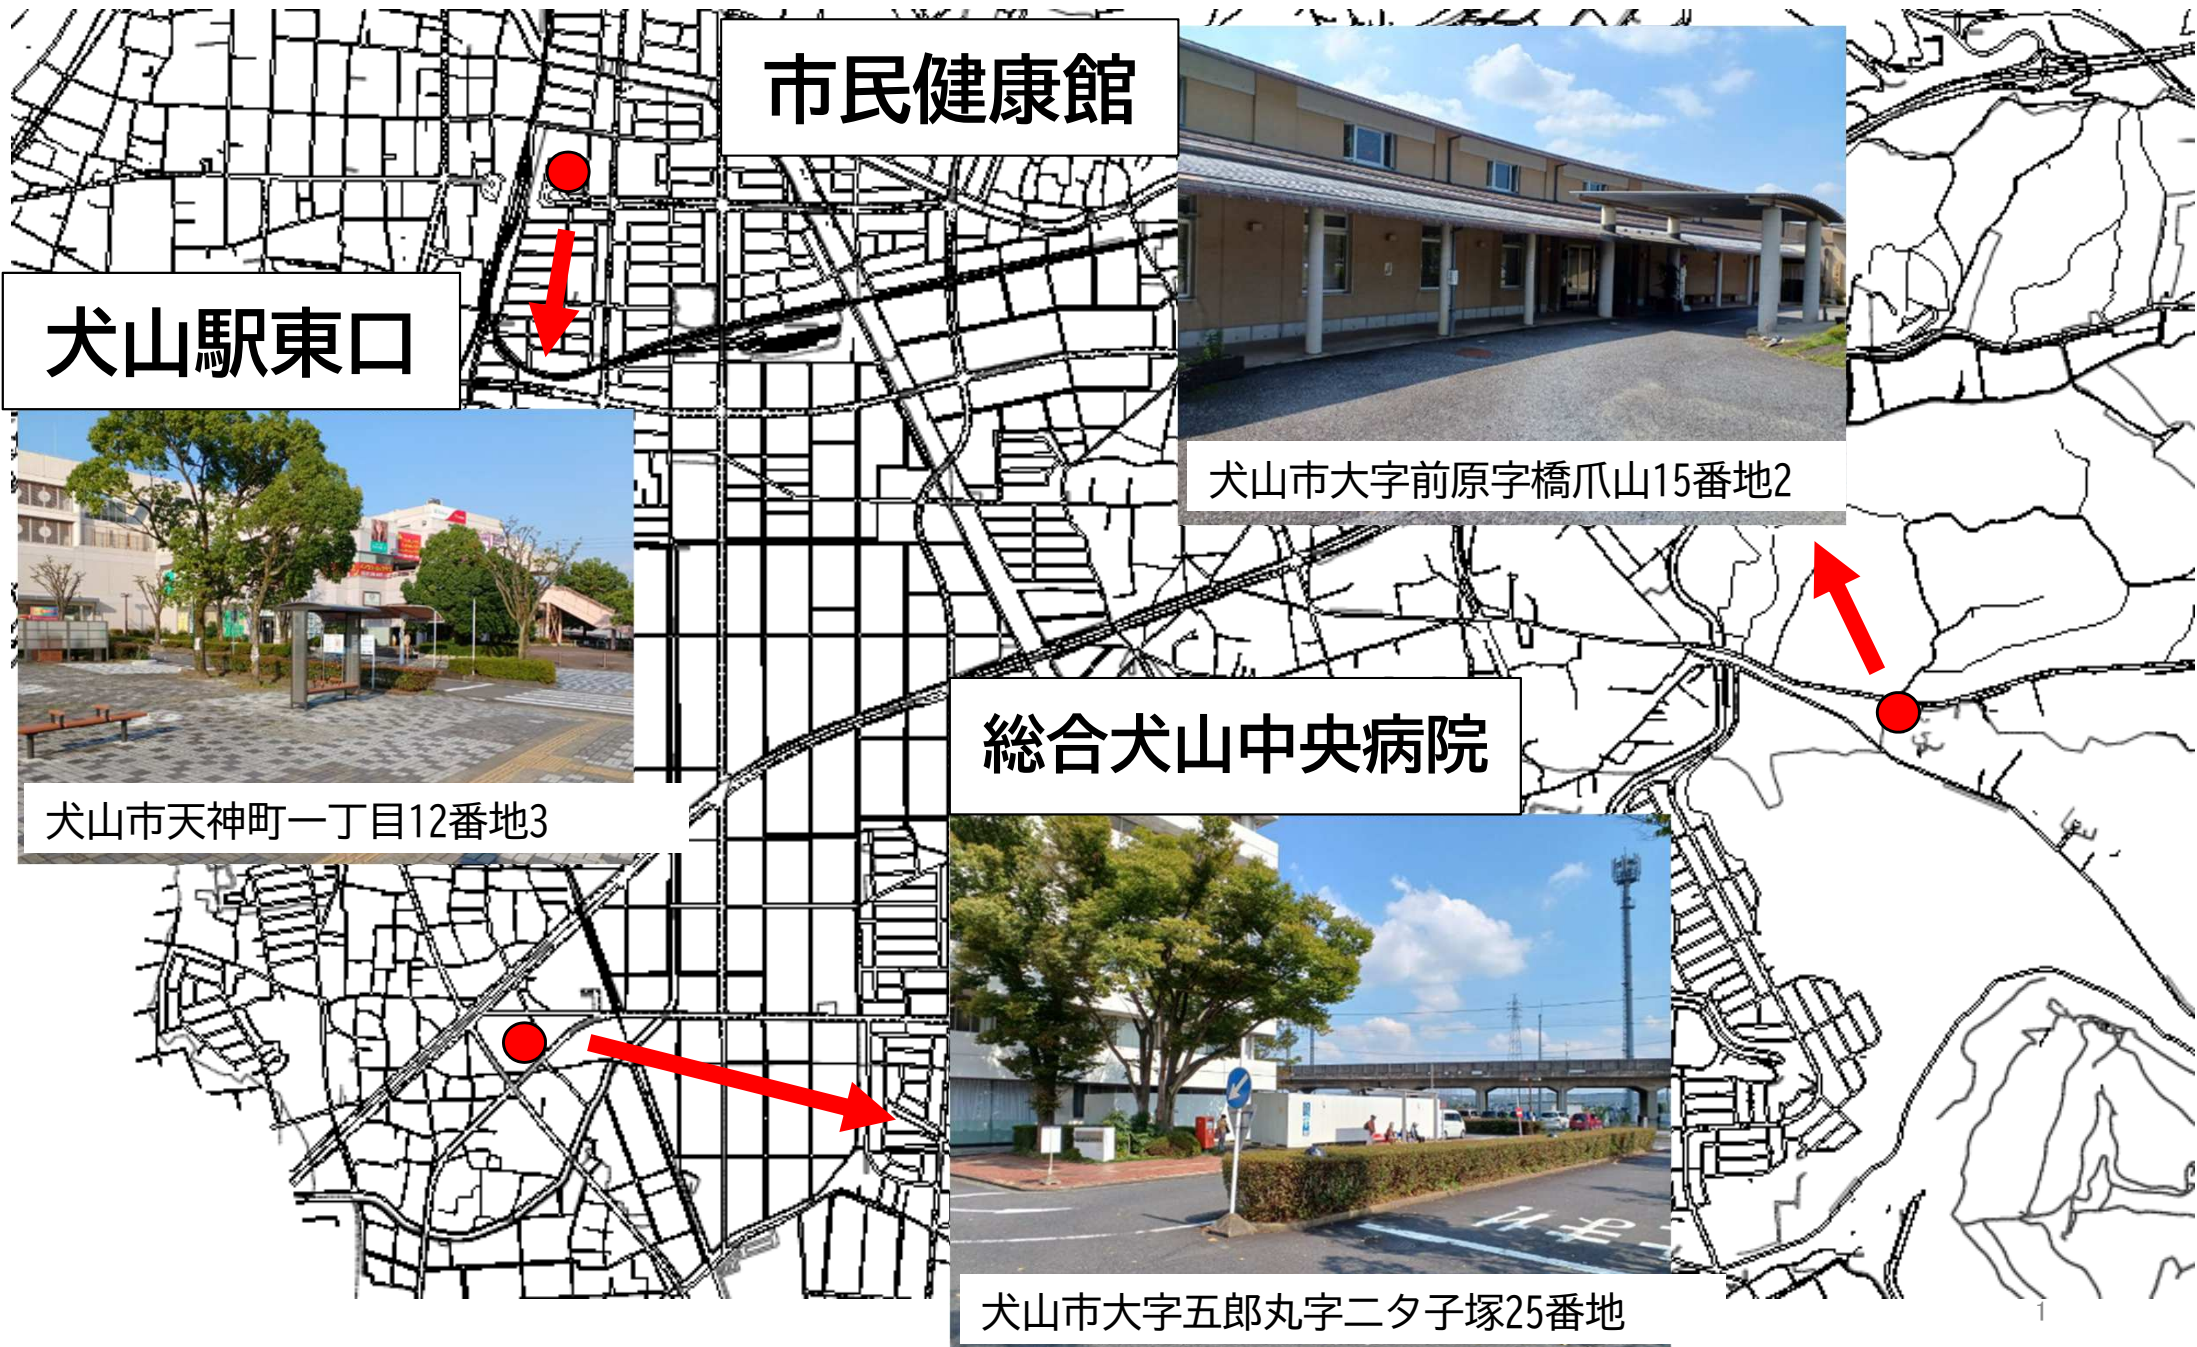 市民健康館
犬山市大字前原字橋爪山15番地2
犬山駅東口
犬山市天神町一丁目12番地3
総合犬山中央病院
犬山市大字五郎丸字二タ子塚25番地
1